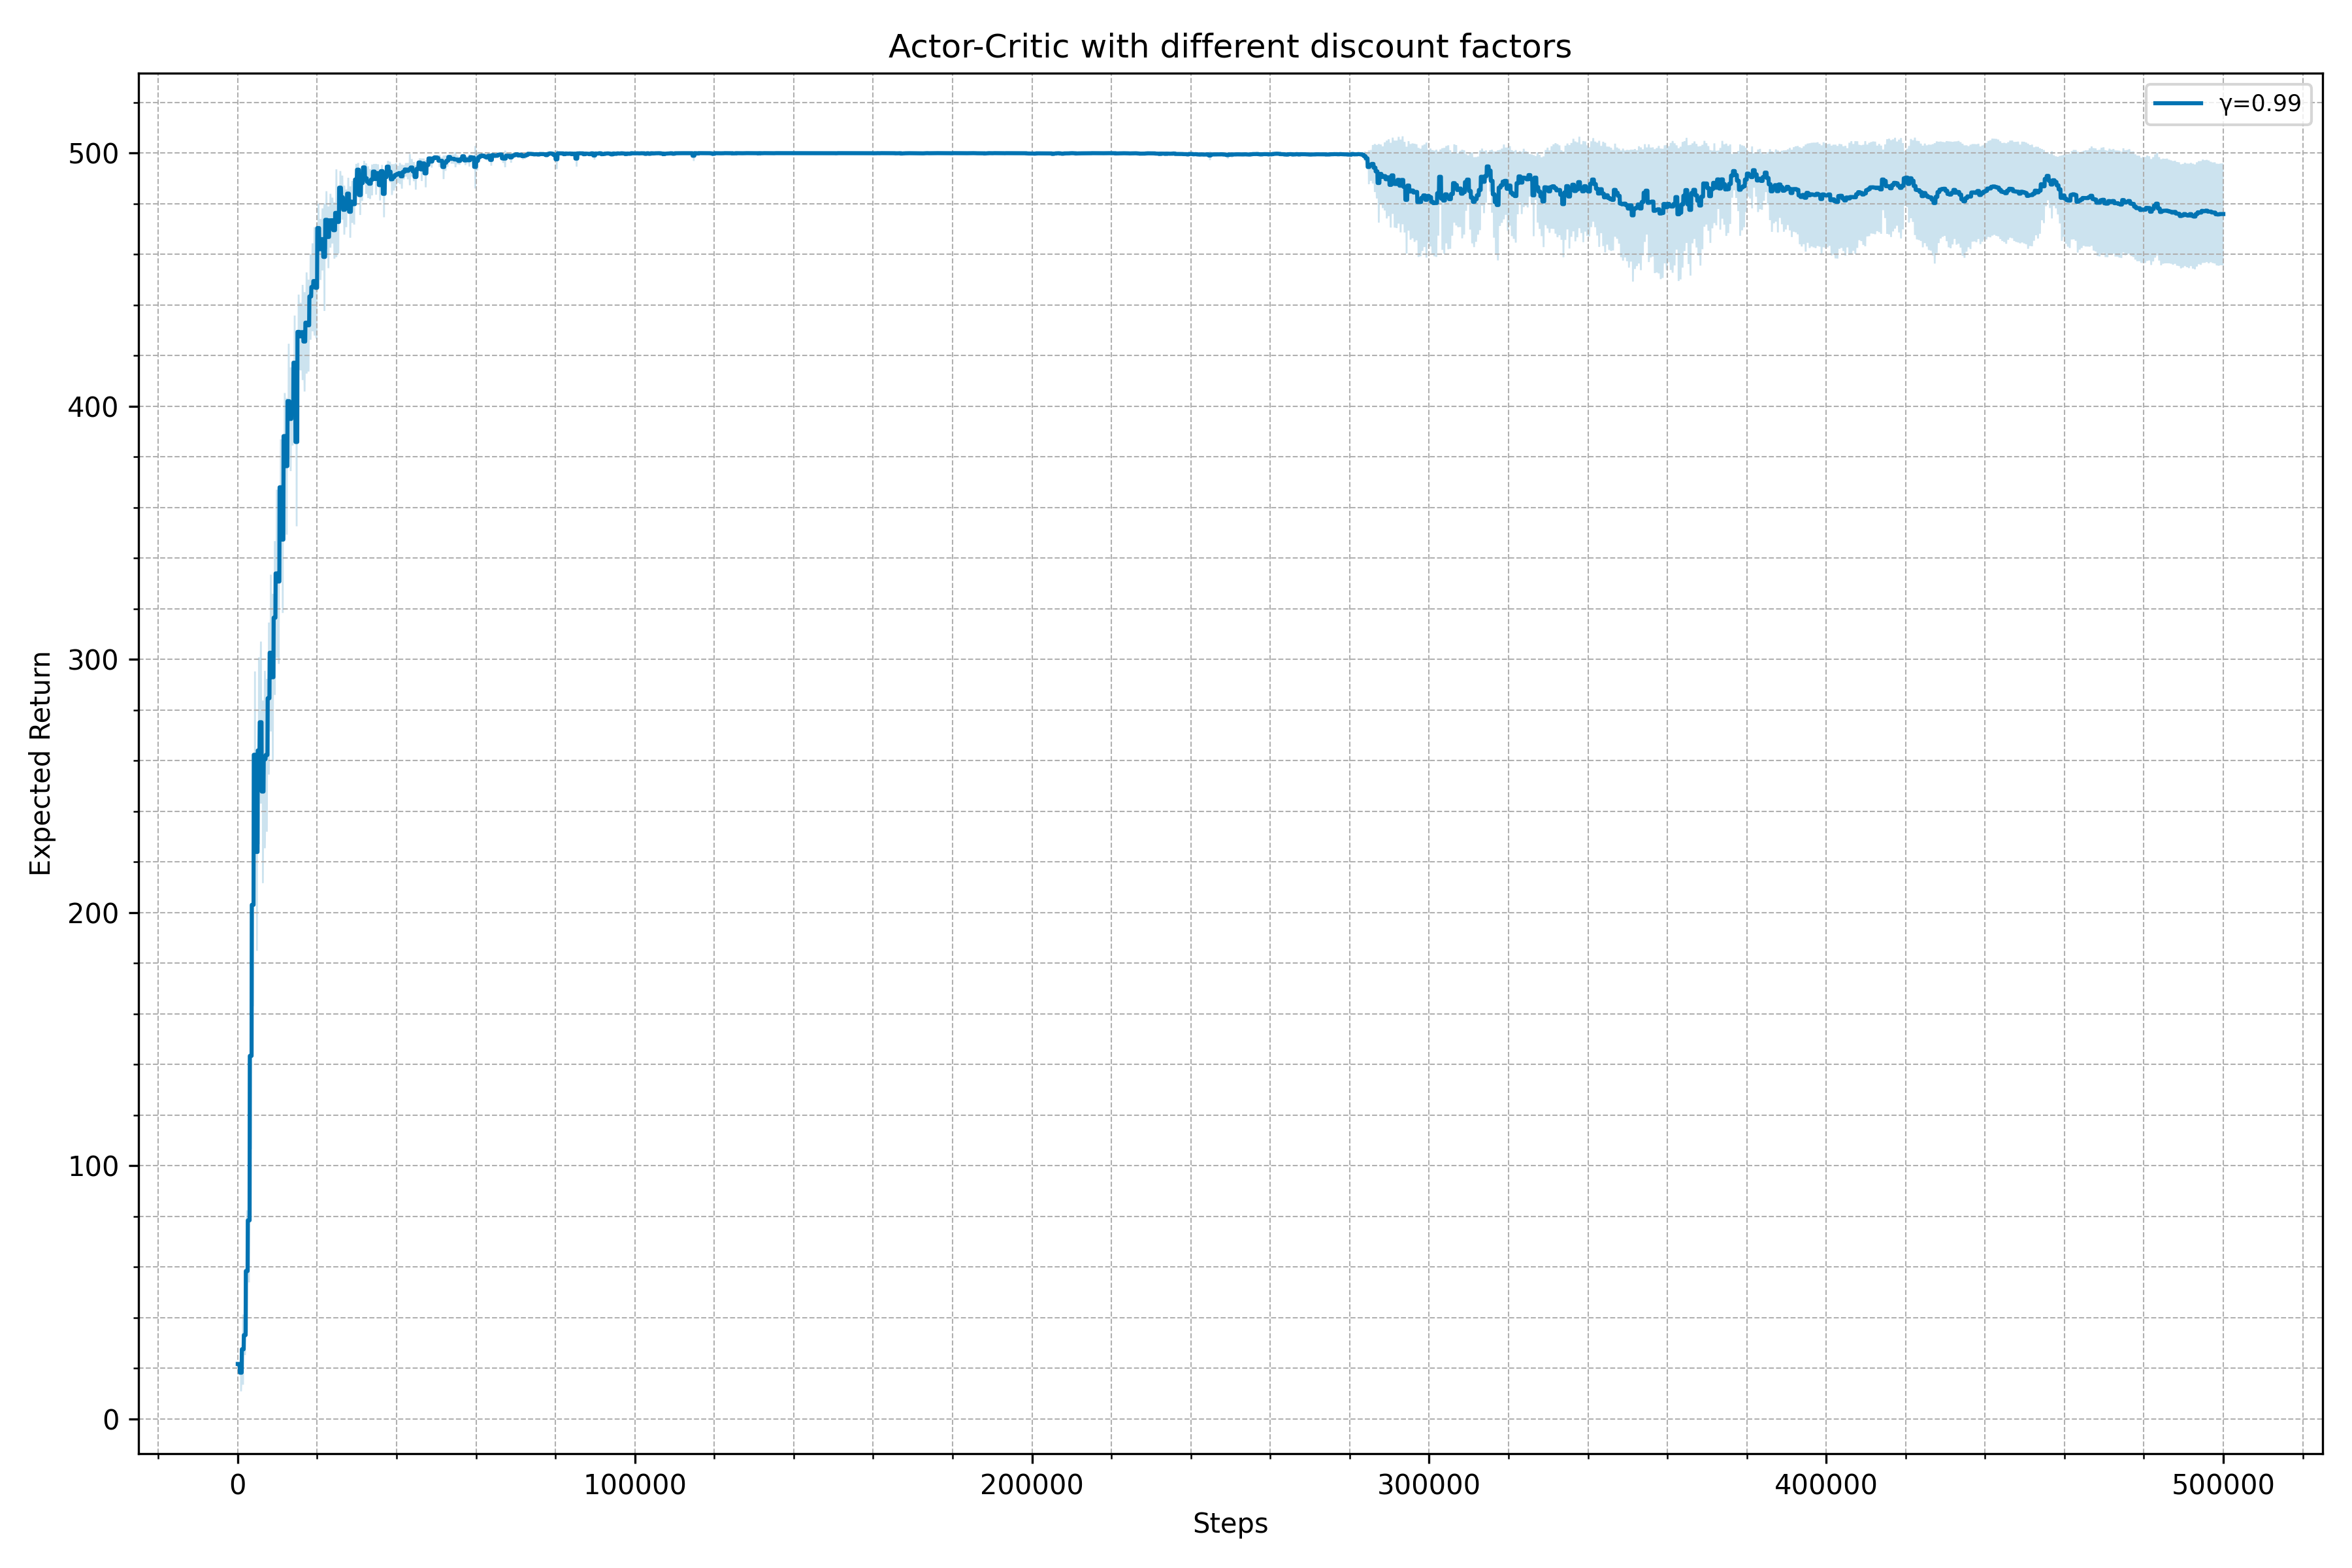 Actor-Critic with different discount factors
γ=0.99
Expected Return
500
400
300
200
100
0
0 100000 200000 300000 400000 500000
Steps